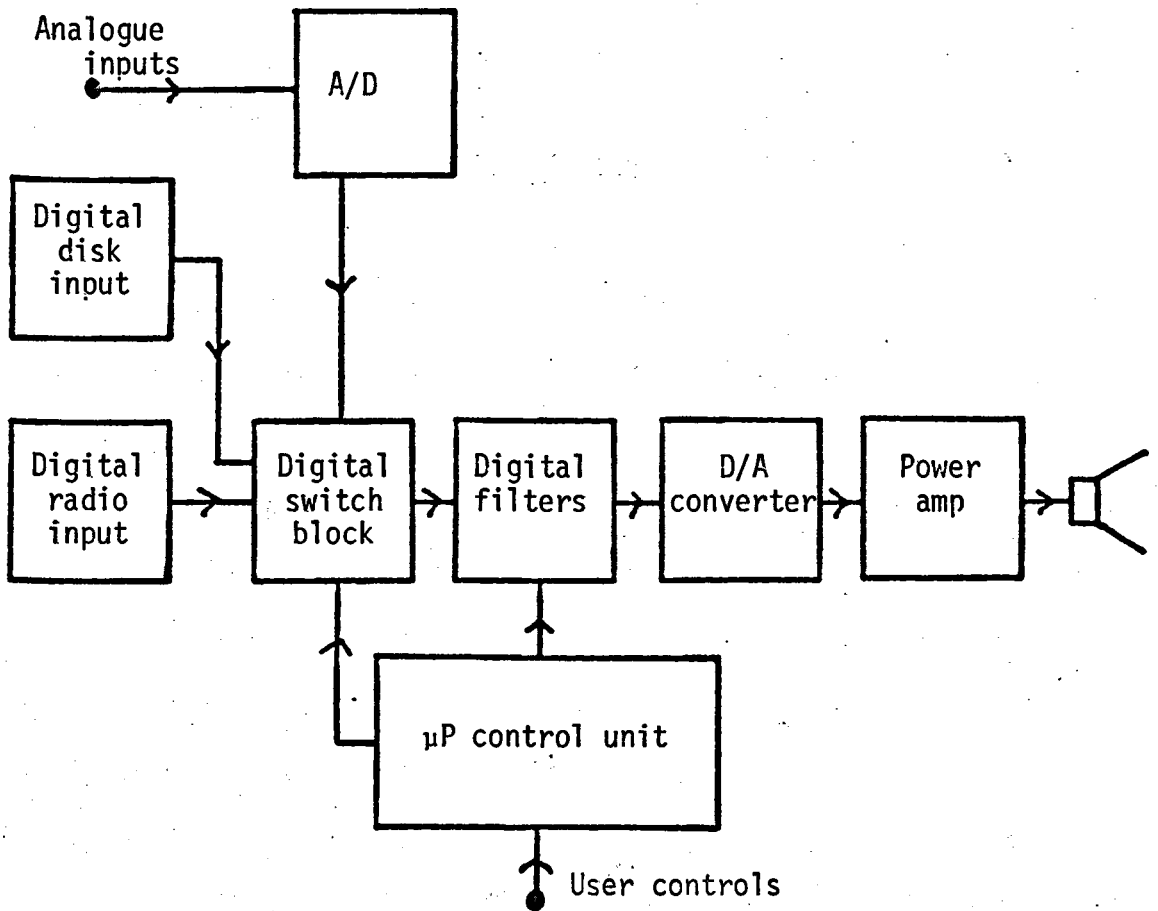 Analogue
inputs
A/D
Digital
disk
input
Digital
radio
input
Digital
switch
block
Digital
filters
D/A
converter
Power
amp
µP control unit
User controls